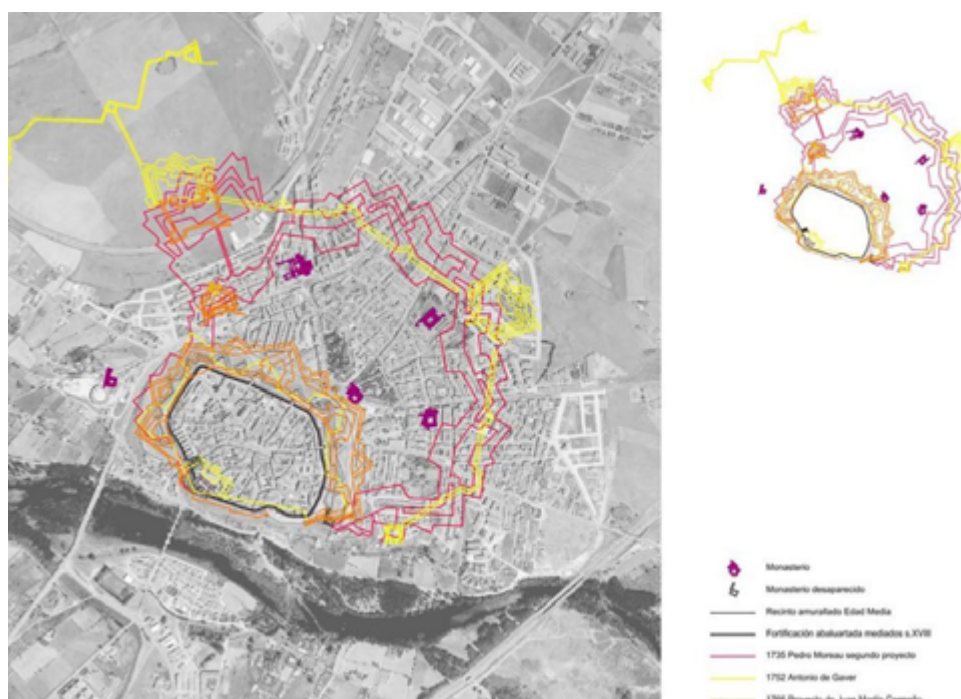 Monasterio
Monasterio desaparecido
Recinto amurallado Edad Media
Fortificación abaluartada mediados s.XVIII
1735 Pedro Moreau segundo proyecto
1752 Antonio de Gaver